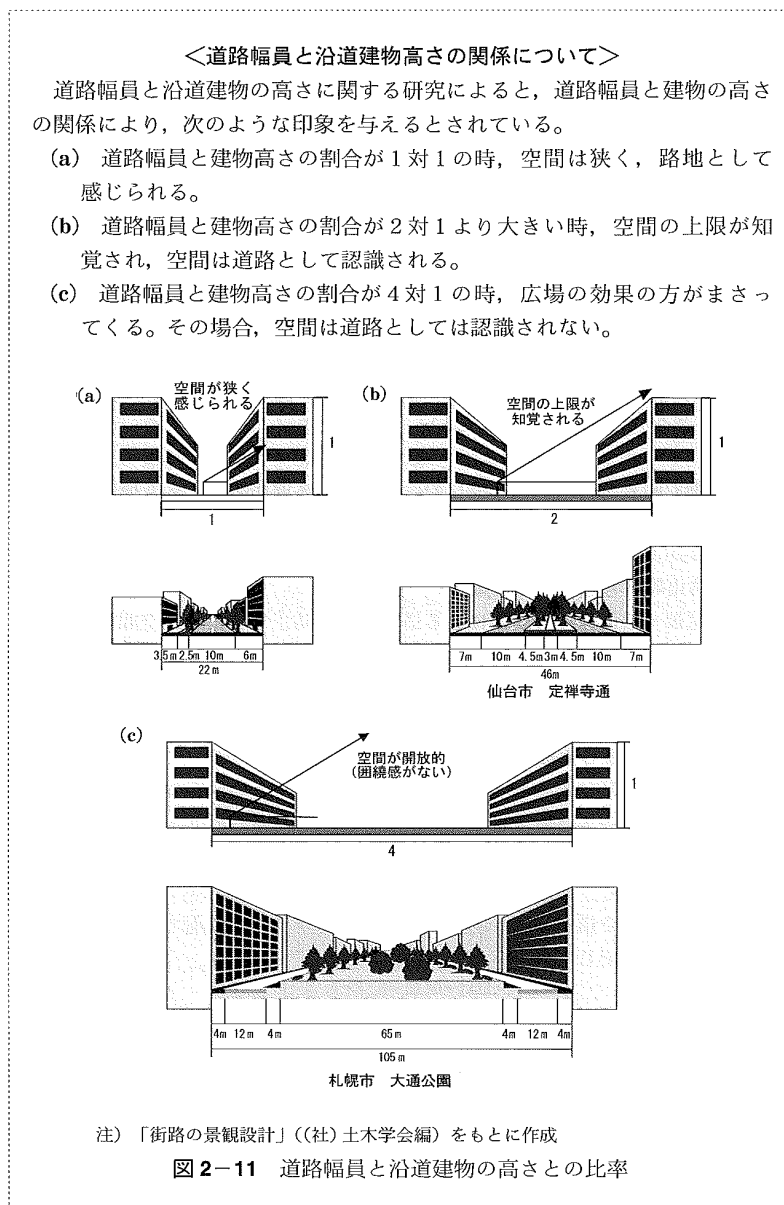 ＜道路幅員と沿道建物高さの関係について＞
道路幅員と沿道建物の高さに関する研究によると，道路幅員と建物の高さ
の関係により，次のような印象を与えるとされている。
(a) 道路幅員と建物高さの割合が1対1の時，空間は狭く，路地として
感じられる。
(b) 道路幅員と建物高さの割合が2対1より大きい時，空間の上限が知
覚され，空間は道路として認識される。
(c) 道路幅員と建物高さの割合が4対1の時，広場の効果の方がまさっ
てくる。その場合，空間は道路としては認識されない。
(a)
空間が狭く
感じられる
1
1
(b)
空間の上限が
知覚される
1
2
3.5m 2.5m 10m 6m
22m
7m 10m 4.5m 3m 4.5m 10m 7m
46m
仙台市 定禅寺通
(c)
空間が開放的
(囲繞感がない)
1
4
4m 12m 4m 65m 4m 12m 4m
105m
札幌市 大通公園
注) 「街路の景観設計」((社)土木学会編) をもとに作成
図2−11 道路幅員と沿道建物の高さとの比率